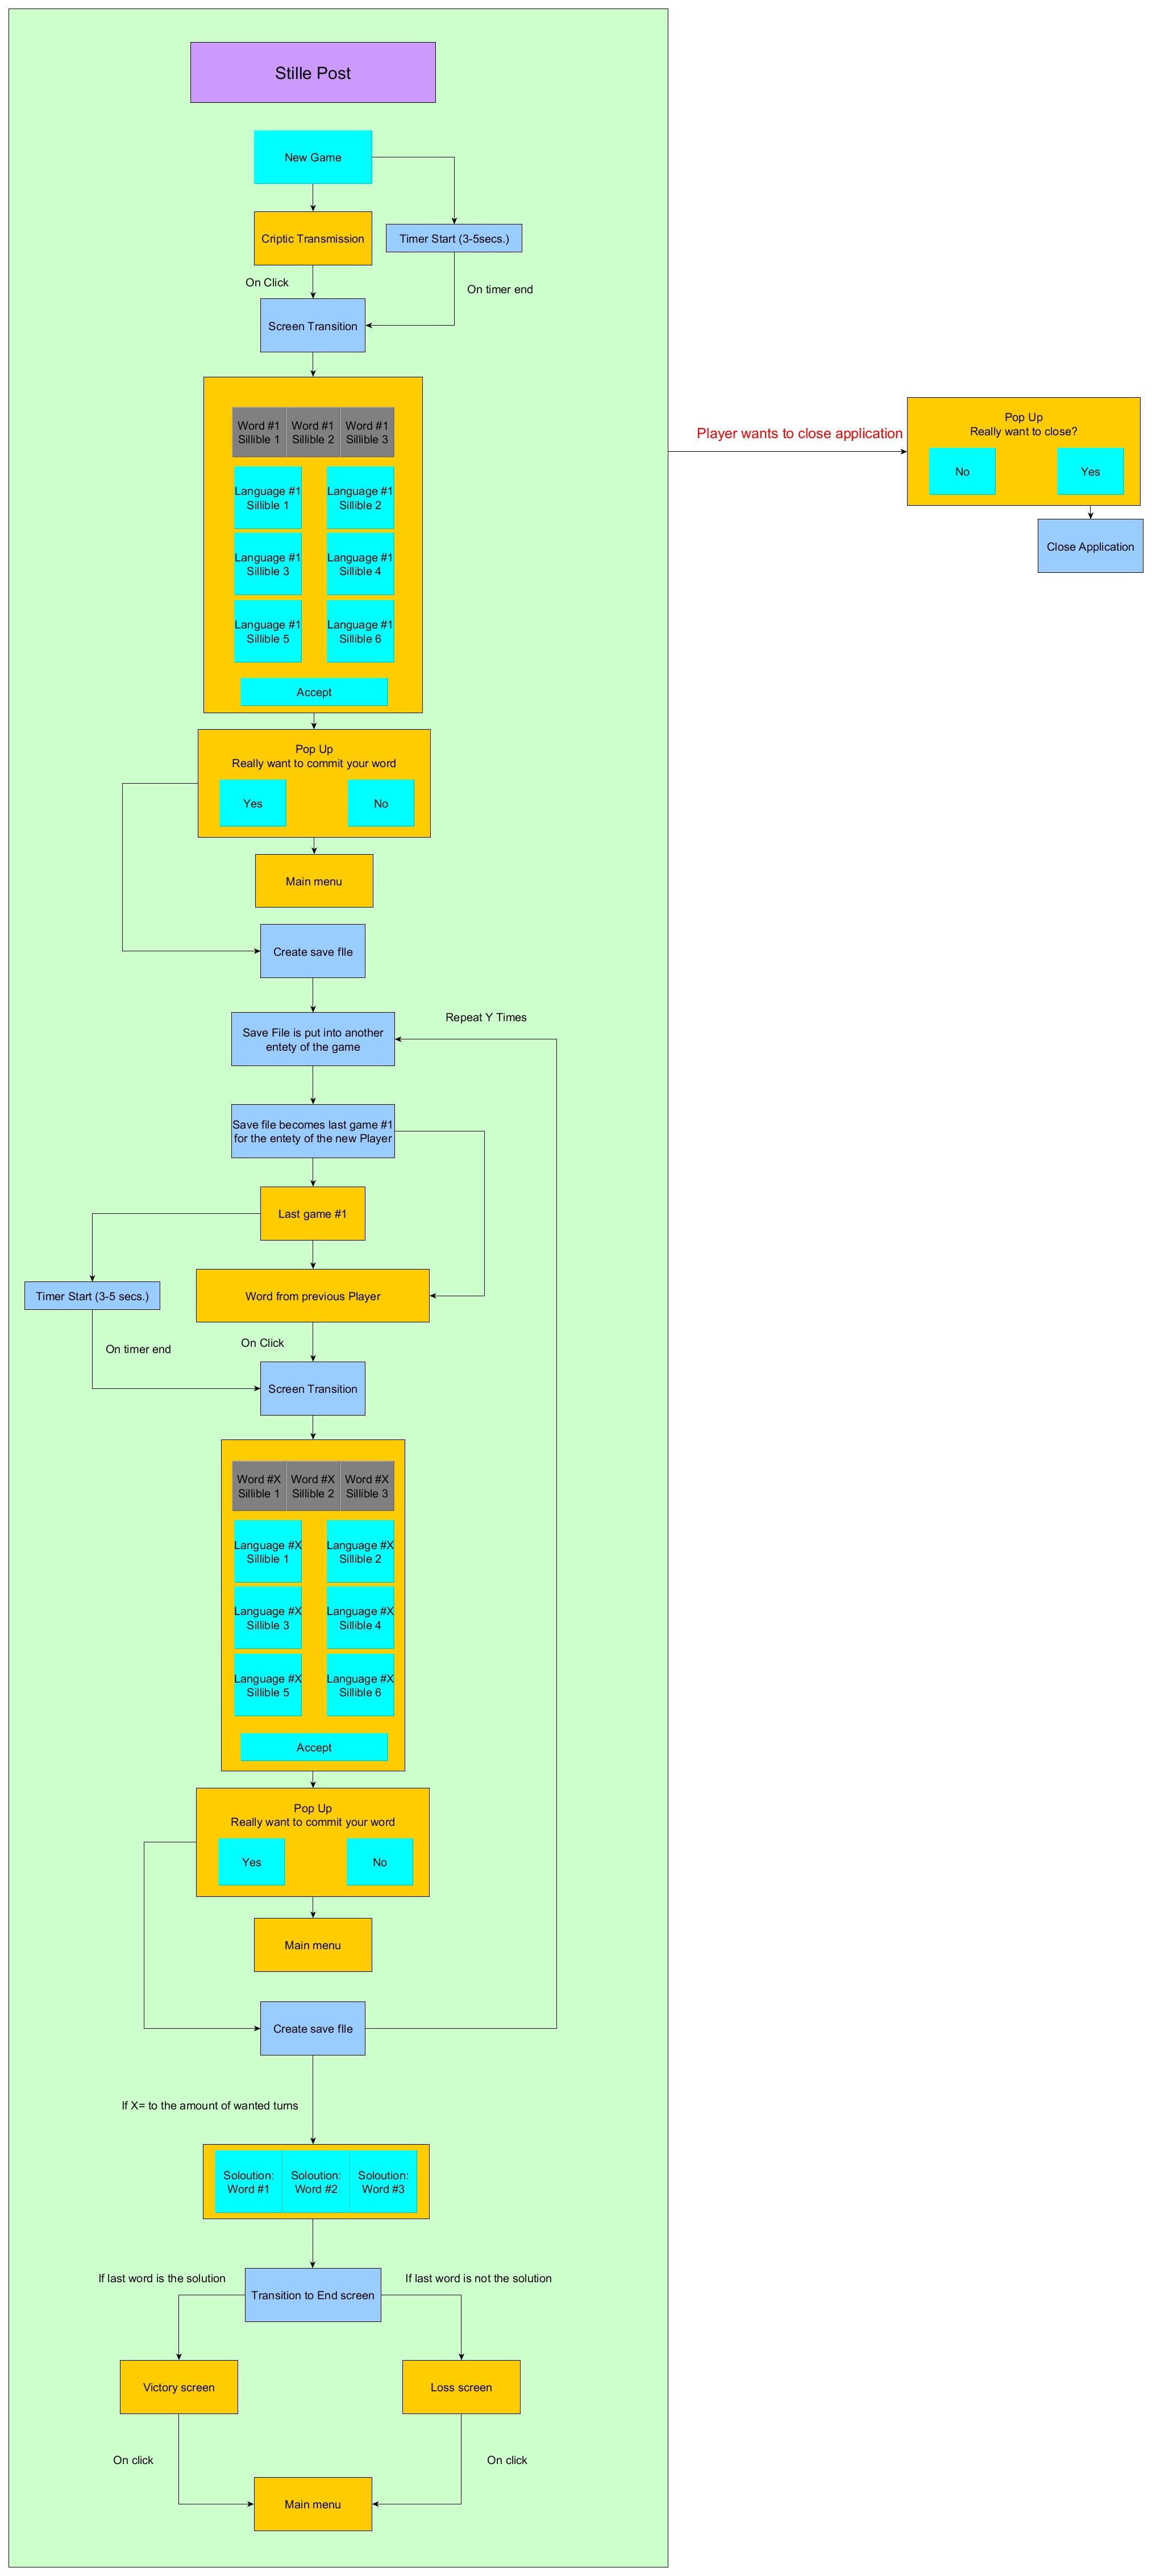 Stille Post
New Game
Criptic Transmission
Timer Start (3-5secs.)
On Click
On timer end
Screen Transition
Word #1
Sillible 1
Word #1
Sillible 2
Word #1
Sillible 3
Language #1
Sillible 1
Language #1
Sillible 2
Language #1
Sillible 3
Language #1
Sillible 4
Language #1
Sillible 5
Language #1
Sillible 6
Accept
Pop Up
Really want to commit your word
Yes
No
Main menu
Create save fIle
Repeat Y Times
Save File is put into another
entety of the game
Save file becomes last game #1
for the entety of the new Player
Last game #1
Timer Start (3-5 secs.)
Word from previous Player
On timer end
On Click
Screen Transition
Word #X
Sillible 1
Word #X
Sillible 2
Word #X
Sillible 3
Language #X
Sillible 1
Language #X
Sillible 2
Language #X
Sillible 3
Language #X
Sillible 4
Language #X
Sillible 5
Language #X
Sillible 6
Accept
Pop Up
Really want to commit your word
Yes
No
Main menu
Create save fIle
If X= to the amount of wanted turns
Soloution:
Word #1
Soloution:
Word #2
Soloution:
Word #3
If last word is the solution
If last word is not the solution
Transition to End screen
Victory screen
Loss screen
On click
On click
Main menu
Player wants to close application
Pop Up
Really want to close?
No
Yes
Close Application